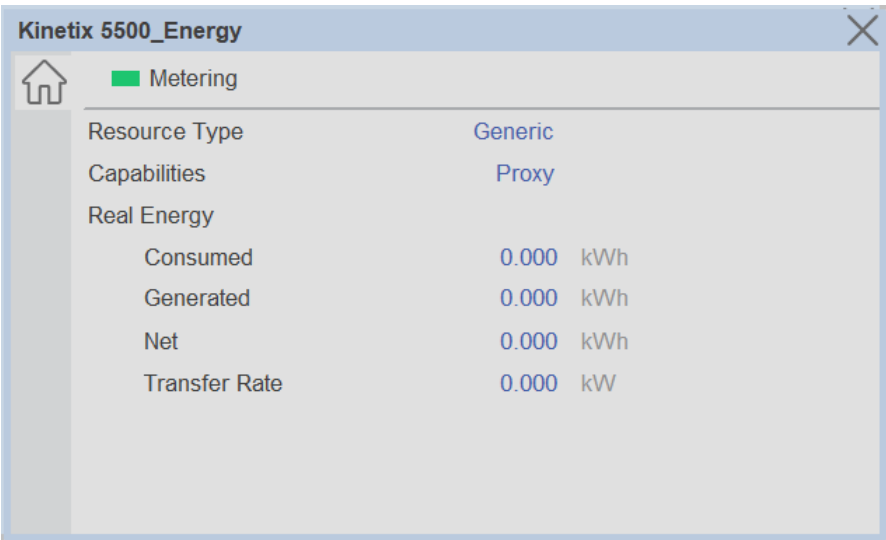 Kinetix 5500_Energy
Metering
Resource Type Generic
Capabilities Proxy
Real Energy
Consumed 0.000 kWh
Generated 0.000 kWh
Net 0.000 kWh
Transfer Rate 0.000 kW